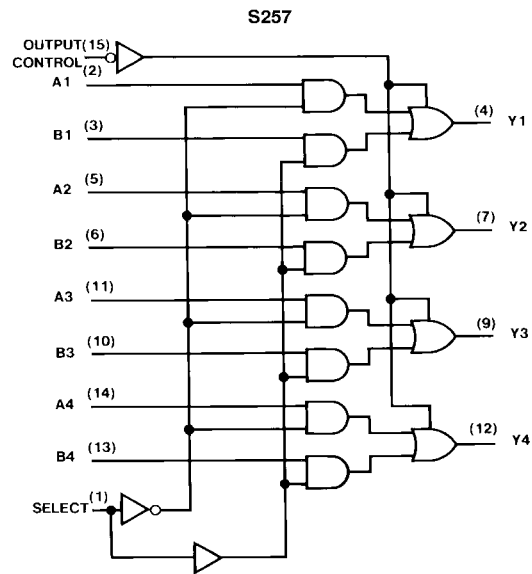 S257
OUTPUT (15)
CONTROL
(2)
A1
(4)
Y1
(3)
B1
(5)
A2
(7)
Y2
(6)
B2
(11)
A3
(9)
Y3
(10)
B3
(14)
A4
(12)
Y4
(13)
B4
SELECT (1)